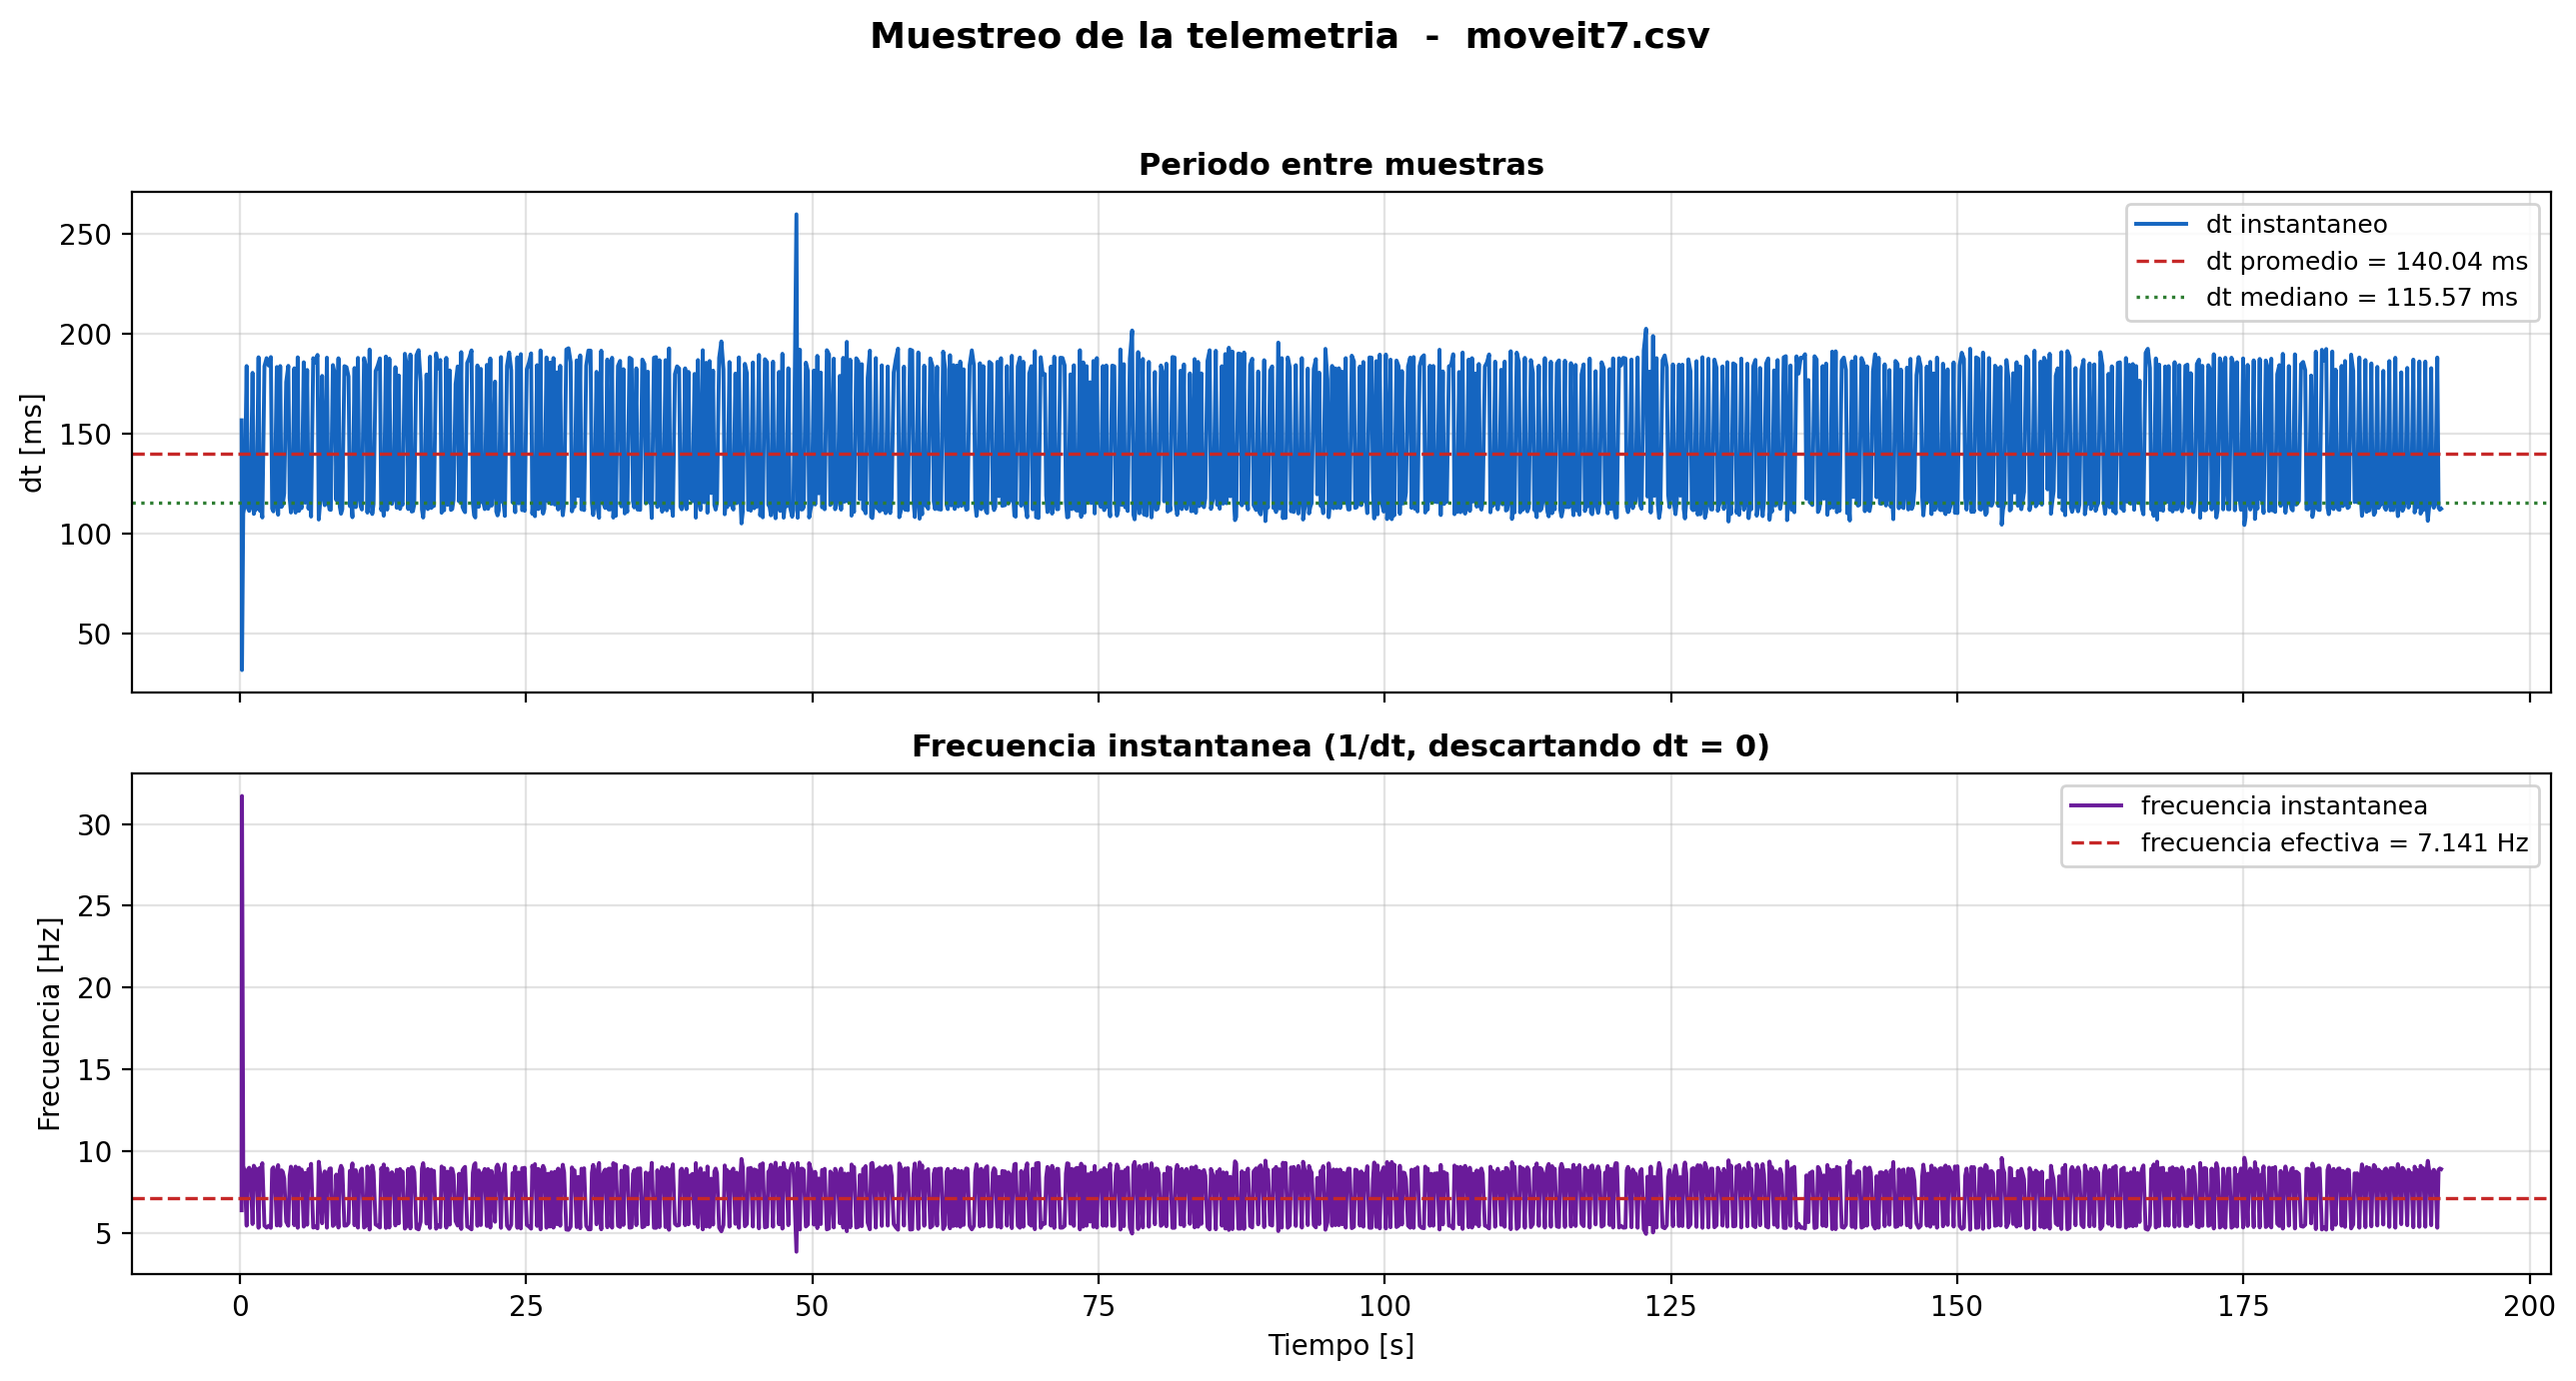 Muestreo de la telemetria  -  moveit7.csv
Periodo entre muestras
dt [ms]
250
200
150
100
50
dt instantaneo
dt promedio = 140.04 ms
dt mediano = 115.57 ms
Frecuencia instantanea (1/dt, descartando dt = 0)
Frecuencia [Hz]
30
25
20
15
10
5
frecuencia instantanea
frecuencia efectiva = 7.141 Hz
0 25 50 75 100 125 150 175 200
Tiempo [s]